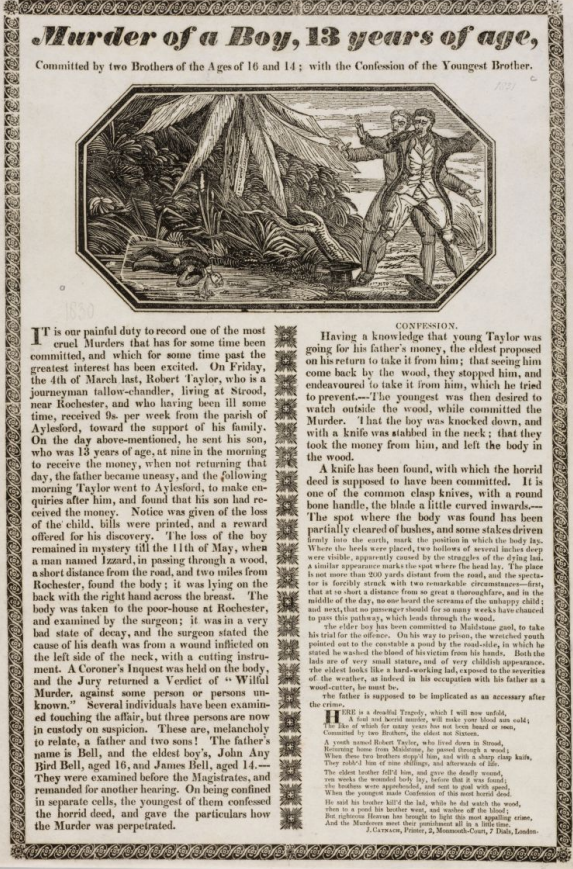 Murder of a Boy, 13 years of age,
Committed by two Brothers of the Ages of 16 and 14; with the Confession of the Youngest Brother.
1830
IT is our painful duty to record one of the most
cruel Murders that has for some time been
committed, and which for some time past the
greatest interest has been excited. On Friday,
the 4th of March last, Robert Taylor, who is a
journeyman tallow-chandler, living at Strood,
near Rochester, and who having been ill some
time, received 9s. per week from the parish of
Aylesford, toward the support of his family.
On the day above-mentioned, he sent his son,
who was 13 years of age, at nine in the morning
to receive the money, when not returning that
day, the father became uneasy, and the following
morning Taylor went to Aylesford, to make en-
quiries after him, and found that his son had re-
ceived the money. Notice was given of the loss
of the child, bills were printed, and a reward
offered for his discovery. The loss of the boy
remained in mystery till the 11th of May, when
a man named Izzard, in passing through a wood,
a short distance from the road, and two miles from
Rochester, found the body; it was lying on the
back with the right hand across the breast. The
body was taken to the poor-house at Rochester,
and examined by the surgeon; it was in a very
bad state of decay, and the surgeon stated the
cause of his death was from a wound inflicted on
the left side of the neck, with a cutting instru-
ment. A Coroner's Inquest was held on the body,
and the Jury returned a Verdict of "Wilful
Murder, against some person or persons un-
known." Several individuals have been examin-
ed touching the affair, but three persons are now
in custody on suspicion. These are, melancholy
to relate, a father and two sons! The father's
name is Bell, and the eldest boy's, John Any
Bird Bell, aged 16, and James Bell, aged 14.—
They were examined before the Magistrates, and
remanded for another hearing. On being confined
in separate cells, the youngest of them confessed
the horrid deed, and gave the particulars how
the Murder was perpetrated.
CONFESSION.
Having a knowledge that young Taylor was
going for his father's money, the eldest proposed
on his return to take it from him; that seeing him
come back by the wood, they stopped him, and
endeavoured to take it from him, which he tried
to prevent.—The youngest was then desired to
watch outside the wood, while committed the
Murder. That the boy was knocked down, and
with a knife was stabbed in the neck; that they
took the money from him, and left the body in
the wood.
A knife has been found, with which the horrid
deed is supposed to have been committed. It is
one of the common clasp knives, with a round
bone handle, the blade a little curved inwards.—
The spot where the body was found has been
partially cleared of bushes, and some stakes driven
firmly into the earth, mark the position in which the body lay.
Where the heels were placed, two hollows of several inches deep
were visible, apparently caused by the struggles of the dying lad.
A similar appearance marks the spot where the head lay. The place
is not more than 200 yards distant from the road, and the specta-
tor is forcibly struck with two remarkable circumstances—first,
that at so short a distance from so great a thoroughfare, and in the
middle of the day, no one heard the screams of the unhappy child;
and next, that no passenger should for so many weeks have chanced
to pass this pathway, which leads through the wood.
The elder boy has been committed to Maidstone gaol, to take
his trial for the offence. On his way to prison, the wretched youth
pointed out to the constable a pond by the road-side, in which he
stated he washed the blood of his victim from his hands. Both the
lads are of very small stature, and of very childish appearance.
The eldest looks like a hard-working lad, exposed to the severities
of the weather, as indeed in his occupation with his father as a
wood-cutter, he must be.
The father is supposed to be implicated as an accessary after
the crime.
HERE is a dreadful Tragedy, which I will now unfold,
A foul and horrid murder, will make your blood run cold;
The like of which for many years has not been heard or seen,
Committed by two Brothers, the eldest not Sixteen.
A youth named Robert Taylor, who lived down in Strood,
Returning home from Maidstone, he passed through a wood;
When these two brothers stopp'd him, and with a sharp clasp knife,
They robb'd him of nine shillings, and afterwards of life.
The eldest brother fell'd him, and gave the deadly wound,
ten weeks the wounded body lay, before that it was found;
The brothers were apprehended, and sent to gaol with speed,
When the youngest made Confession of this most horrid deed.
He said his brother kill'd the lad, while he did watch the wood,
then to a pond his brother went, and washee off the blood;
But righteous Heaven has brought to light this most appalling crime,
And the Murderers meet their punishment all in a little time.
J. CATNACH, Printer, 2, Monmouth-Court, 7 Dials, London.